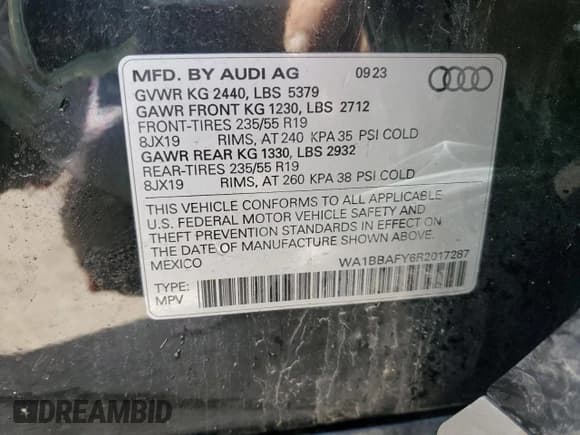 MFD. BY AUDI AG 09 23
GVWR KG 2440, LBS 5379
GAWR FRONT KG 1230, LBS 2712
FRONT-TIRES 235/55 R19
8JX19 RIMS, AT 240 KPA 35 PSI COLD
GAWR REAR KG 1330, LBS 2932
REAR-TIRES 235/55 R19
8JX19 RIMS, AT 260 KPA 38 PSI COLD
THIS VEHICLE CONFORMS TO ALL APPLICABLE
U.S. FEDERAL MOTOR VEHICLE SAFETY AND
THEFT PREVENTION STANDARDS IN EFFECT ON
THE DATE OF MANUFACTURE SHOWN ABOVE.
MEXICO WA1BBAFY6R2017287
TYPE:
MPV
DREAMBID